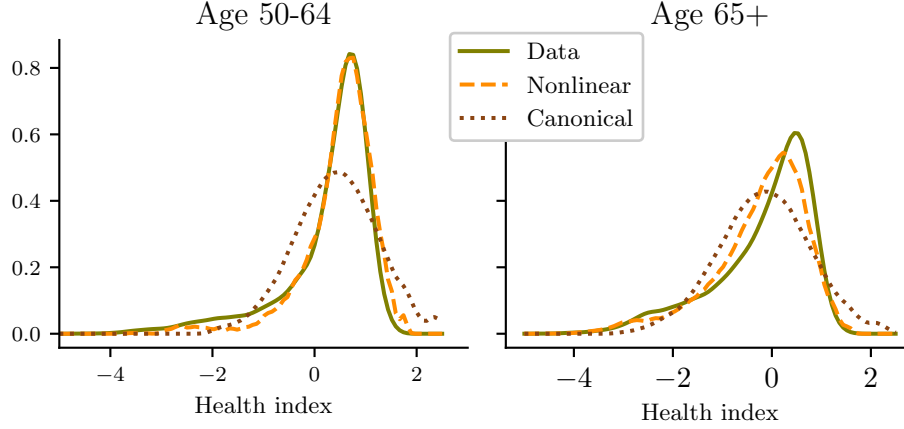 Age 50-64
Age 65+
Data
Nonlinear
Canonical
0.8
0.6
0.4
0.2
0.0
−4
−2
0
2
−4
−2
0
2
Health index
Health index